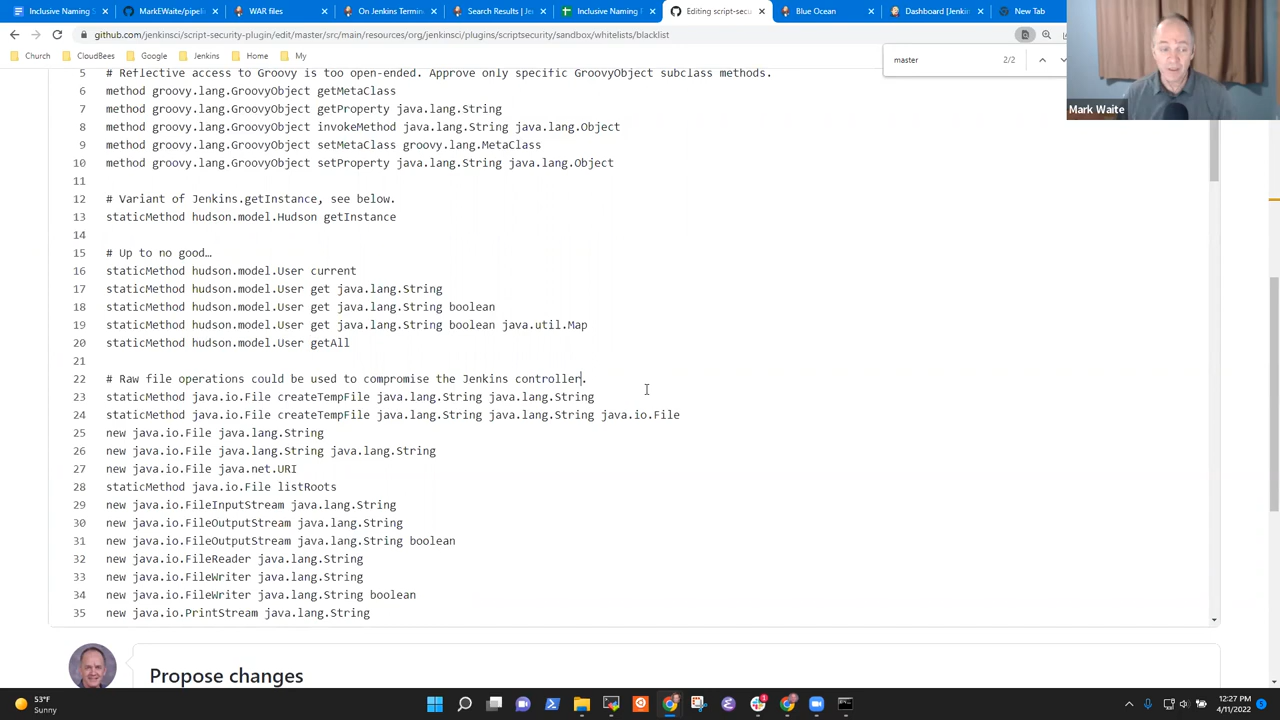 Inclusive Naming S
MarkEWaite/pipeli
WAR files
On Jenkins Termin
Search Results | Je
Inclusive Naming
Editing script-secu
Blue Ocean
Dashboard [Jenkin
New Tab
github.com/jenkinsci/script-security-plugin/edit/master/src/main/resources/org/jenkinsci/plugins/scriptsecurity/sandbox/whitelists/blacklist
Church
CloudBees
Google
Jenkins
Home
My
master 2/2
Mark Waite
5 # Reflective access to Groovy is too open-ended. Approve only specific GroovyObject subclass methods.
6 method groovy.lang.GroovyObject getMetaClass
7 method groovy.lang.GroovyObject getProperty java.lang.String
8 method groovy.lang.GroovyObject invokeMethod java.lang.String java.lang.Object
9 method groovy.lang.GroovyObject setMetaClass groovy.lang.MetaClass
10 method groovy.lang.GroovyObject setProperty java.lang.String java.lang.Object
11
12 # Variant of Jenkins.getInstance, see below.
13 staticMethod hudson.model.Hudson getInstance
14
15 # Up to no good…
16 staticMethod hudson.model.User current
17 staticMethod hudson.model.User get java.lang.String
18 staticMethod hudson.model.User get java.lang.String boolean
19 staticMethod hudson.model.User get java.lang.String boolean java.util.Map
20 staticMethod hudson.model.User getAll
21
22 # Raw file operations could be used to compromise the Jenkins controller.
23 staticMethod java.io.File createTempFile java.lang.String java.lang.String
24 staticMethod java.io.File createTempFile java.lang.String java.lang.String java.io.File
25 new java.io.File java.lang.String
26 new java.io.File java.lang.String java.lang.String
27 new java.io.File java.net.URI
28 staticMethod java.io.File listRoots
29 new java.io.FileInputStream java.lang.String
30 new java.io.FileOutputStream java.lang.String
31 new java.io.FileOutputStream java.lang.String boolean
32 new java.io.FileReader java.lang.String
33 new java.io.FileWriter java.lang.String
34 new java.io.FileWriter java.lang.String boolean
35 new java.io.PrintStream java.lang.String
Propose changes
53°F
Sunny
12:27 PM
4/11/2022